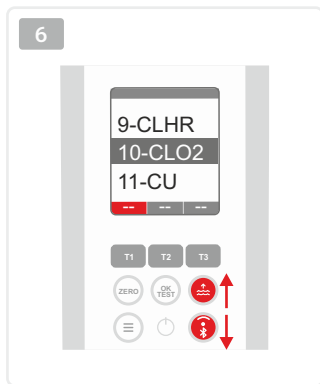 6
9-CLHR
10-CLO2
11-CU
-- -- --
T1 T2 T3
ZERO OK TEST